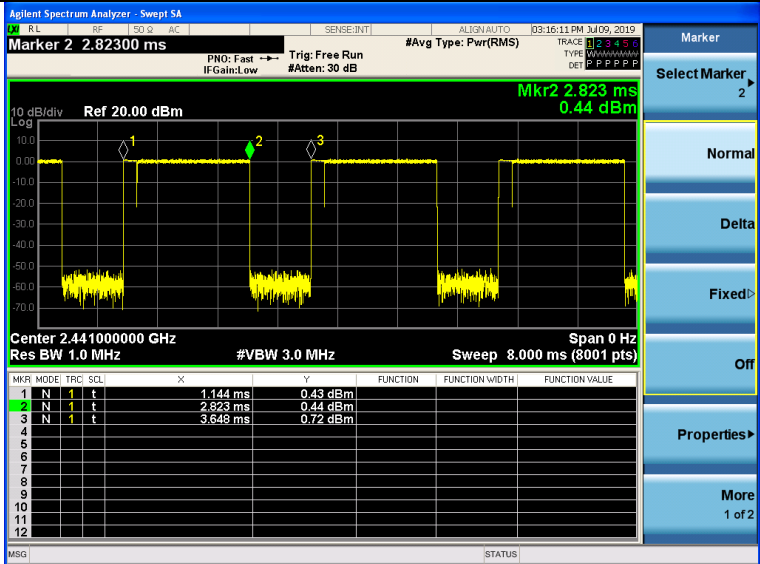 Agilent Spectrum Analyzer - Swept SA
LXI RL RF 50 Ω AC SENSE:INT ALIGN AUTO 03:16:11 PM Jul 09, 2019
Marker 2 2.82300 ms
PNO: Fast
IFGain:Low
Trig: Free Run
#Atten: 30 dB
#Avg Type: Pwr(RMS)
TRACE 1 2 3 4 5 6
TYPE WWWWWW
DET P P P P P P
Mkr2 2.823 ms
0.44 dBm
10 dB/div Ref 20.00 dBm
Log
1
2
3
10.0
0.00
-10.0
-20.0
-30.0
-40.0
-50.0
-60.0
-70.0
Center 2.441000000 GHz Span 0 Hz
Res BW 1.0 MHz #VBW 3.0 MHz Sweep 8.000 ms (8001 pts)
MKR MODE TRC SCL X Y FUNCTION FUNCTION WIDTH FUNCTION VALUE
1 N 1 t 1.144 ms 0.43 dBm
2 N 1 t 2.823 ms 0.44 dBm
3 N 1 t 3.648 ms 0.72 dBm
4
5
6
7
8
9
10
11
12
MSG STATUS
Marker
Select Marker
2
Normal
Delta
Fixed
Off
Properties
More
1 of 2